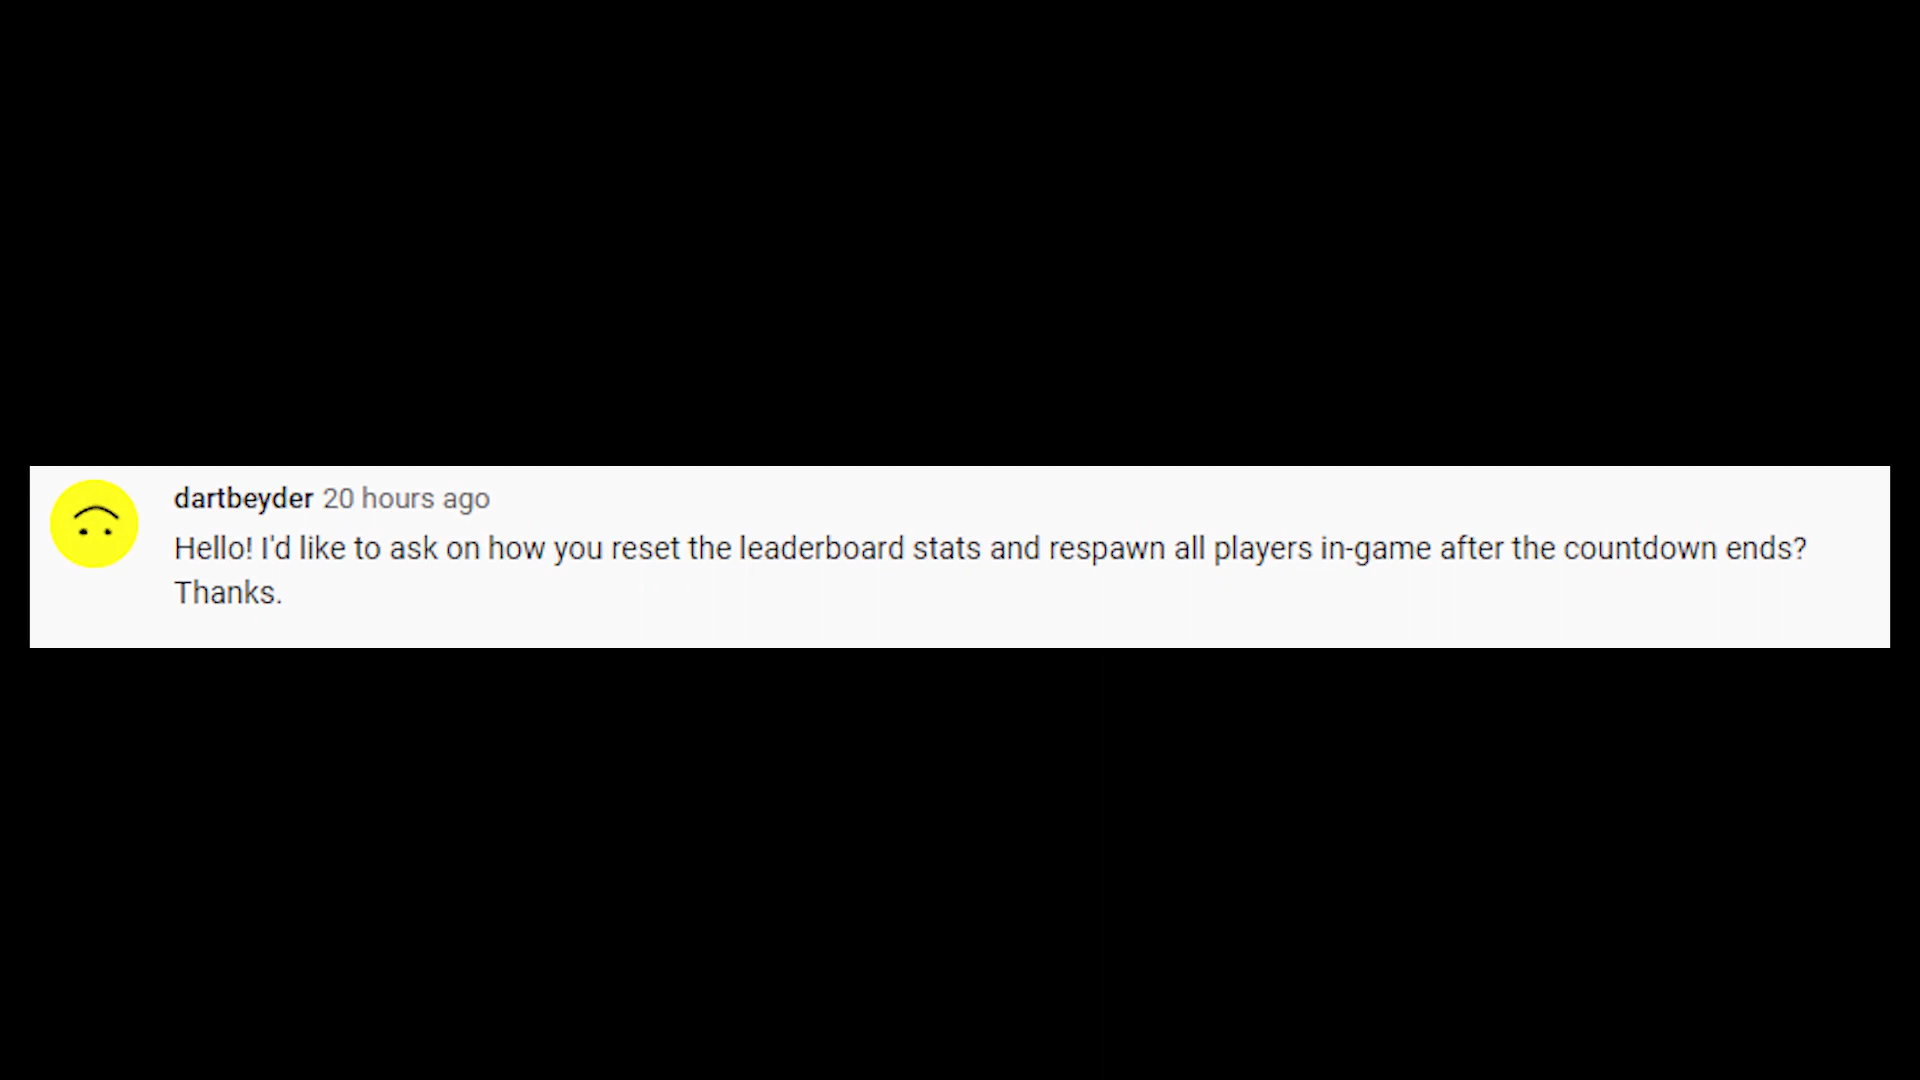 dartbeyder 20 hours ago
Hello! I'd like to ask on how you reset the leaderboard stats and respawn all players in-game after the countdown ends?
Thanks.